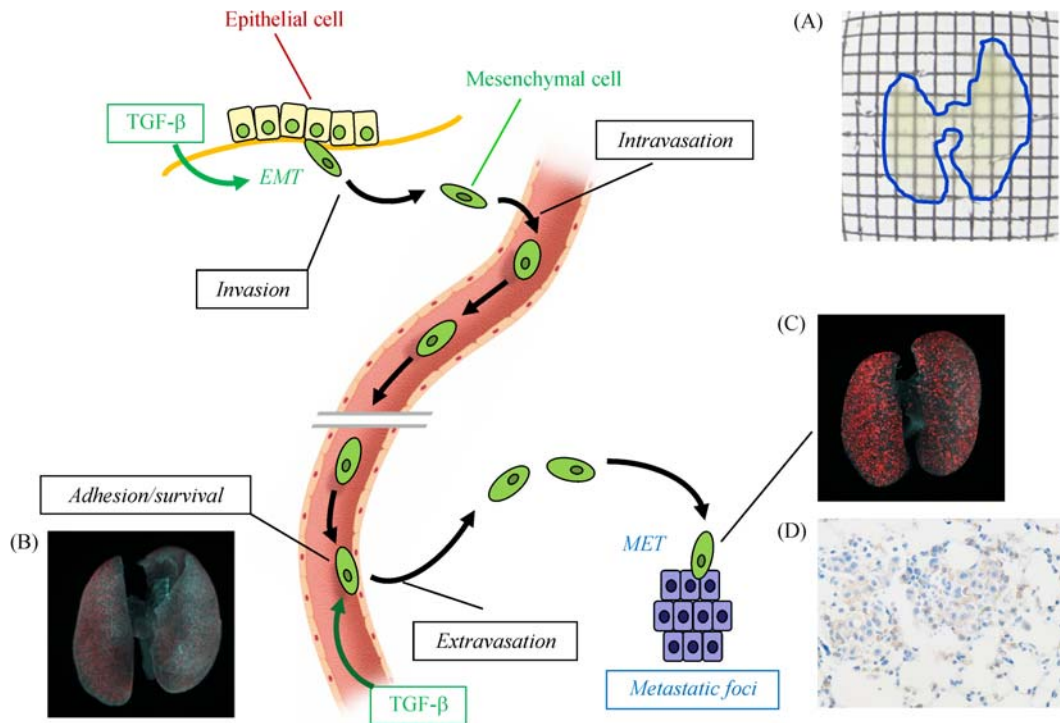 Epithelial cell
(A)
Mesenchymal cell
TGF-β
Intravasation
EMT
Invasion
(C)
Adhesion/survival
(B)
MET
(D)
Extravasation
TGF-β
Metastatic foci